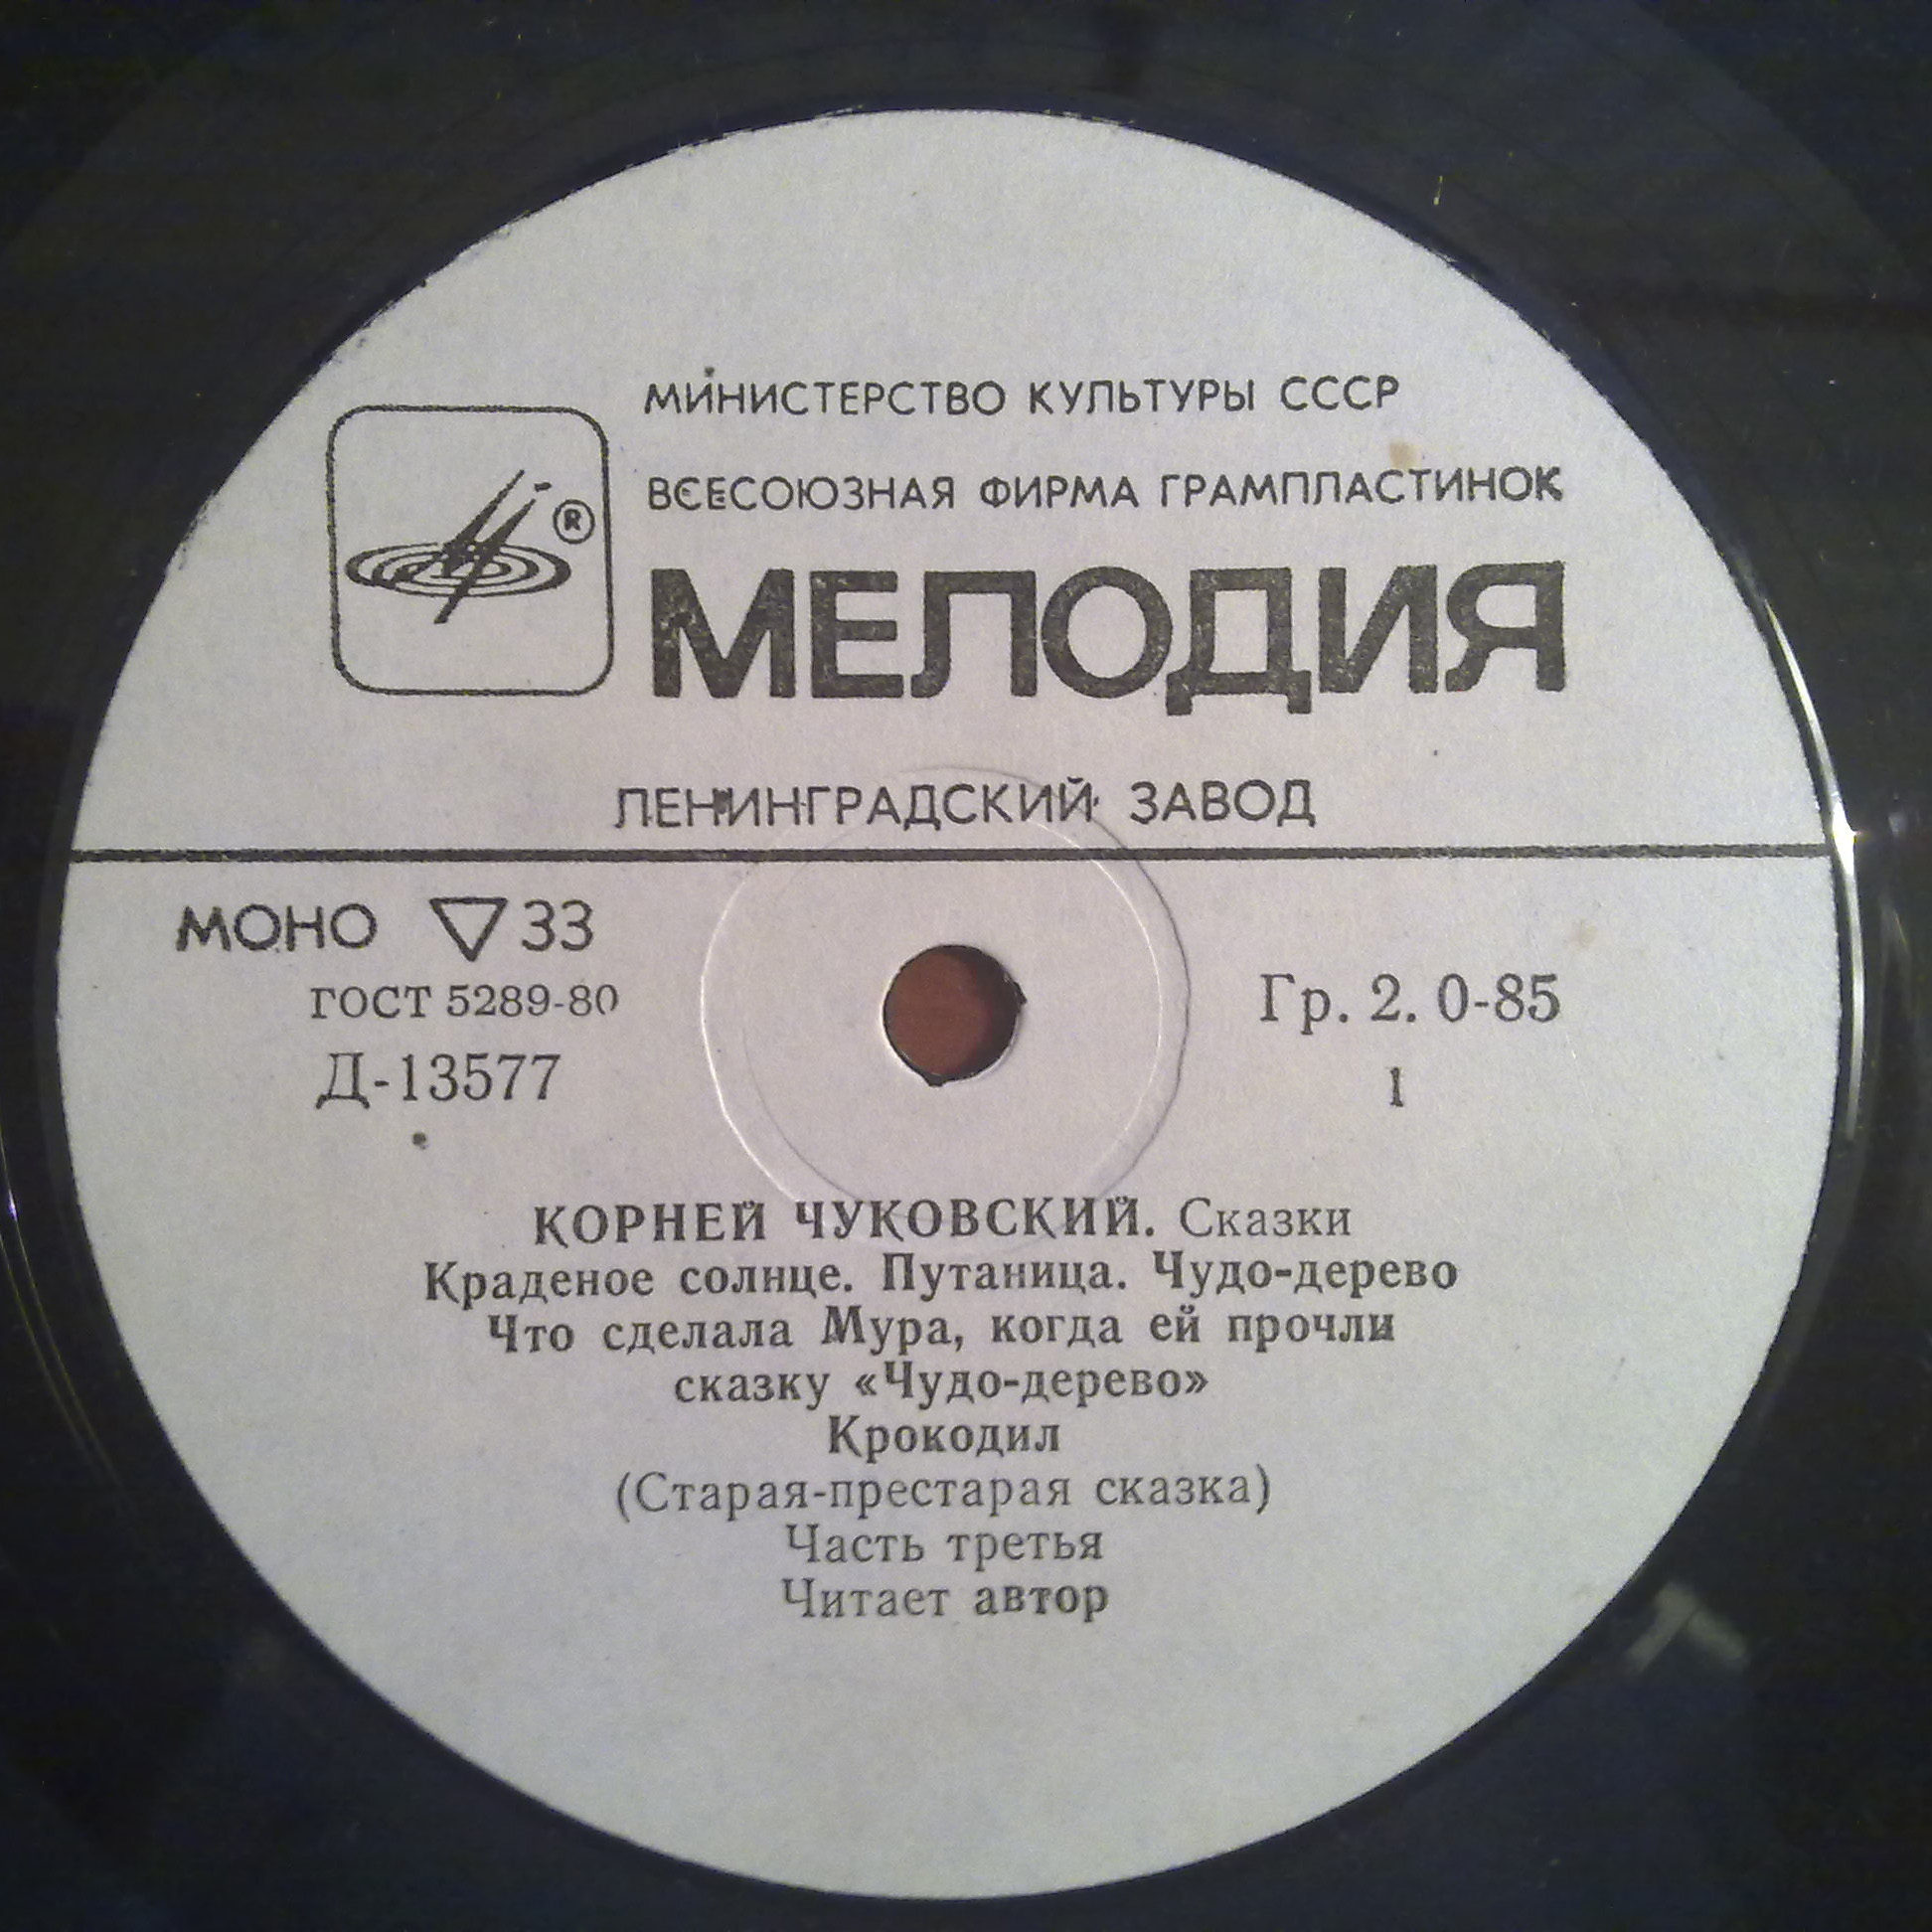 МИНИСТЕРСТВО КУЛЬТУРЫ СССР
ВСЕСОЮЗНАЯ ФИРМА ГРАМПЛАСТИНОК
®
МЕЛОДИЯ
ЛЕНИНГРАДСКИЙ ЗАВОД
МОНО ▽33
ГОСТ 5289-80
Гр. 2. 0-85
Д-13577
1
КОРНЕЙ ЧУКОВСКИЙ. Сказки
Краденое солнце. Путаница. Чудо-дерево
Что сделала Мура, когда ей прочли
сказку «Чудо-дерево»
Крокодил
(Старая-престарая сказка)
Часть третья
Читает автор